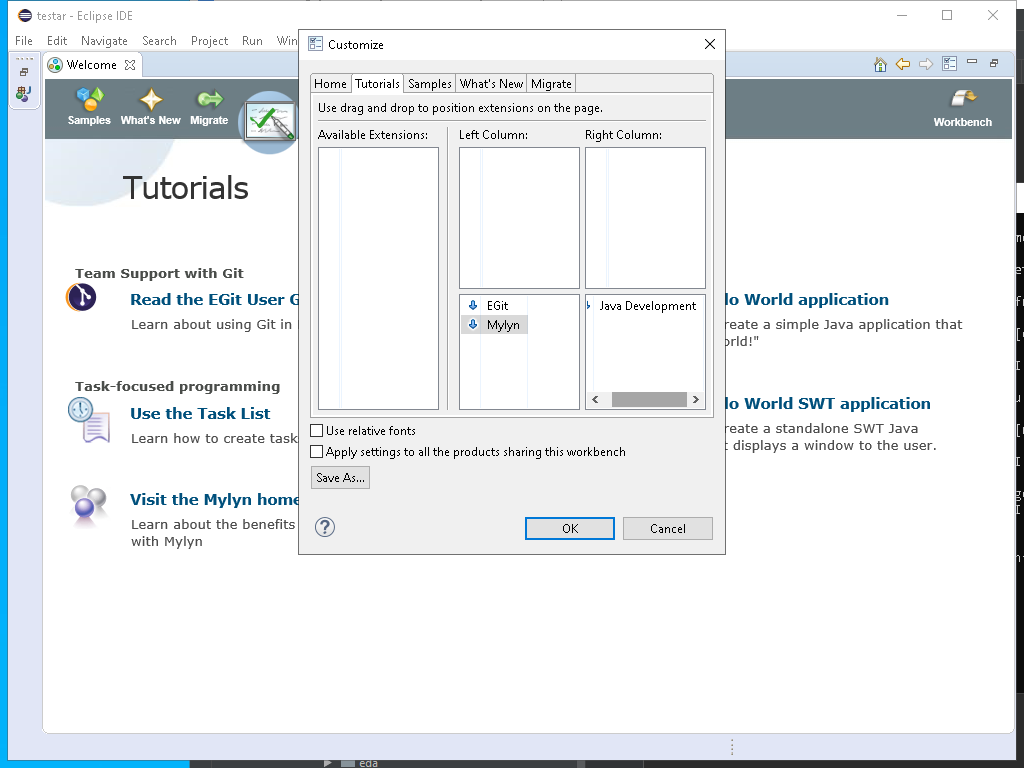 testar - Eclipse IDE
File Edit Navigate Search Project Run Win
Customize
Welcome
Home Tutorials Samples What's New Migrate
Samples What's New Migrate
Workbench
Use drag and drop to position extensions on the page.
Available Extensions: Left Column: Right Column:
Tutorials
Team Support with Git
Read the EGit User G
Learn about using Git in
EGit
Mylyn
Java Development
lo World application
reate a simple Java application that
orld!"
Task-focused programming
Use the Task List
Learn how to create task
lo World SWT application
reate a standalone SWT Java
t displays a window to the user.
Use relative fonts
Apply settings to all the products sharing this workbench
Save As...
Visit the Mylyn home
Learn about the benefits
with Mylyn
OK Cancel
eda